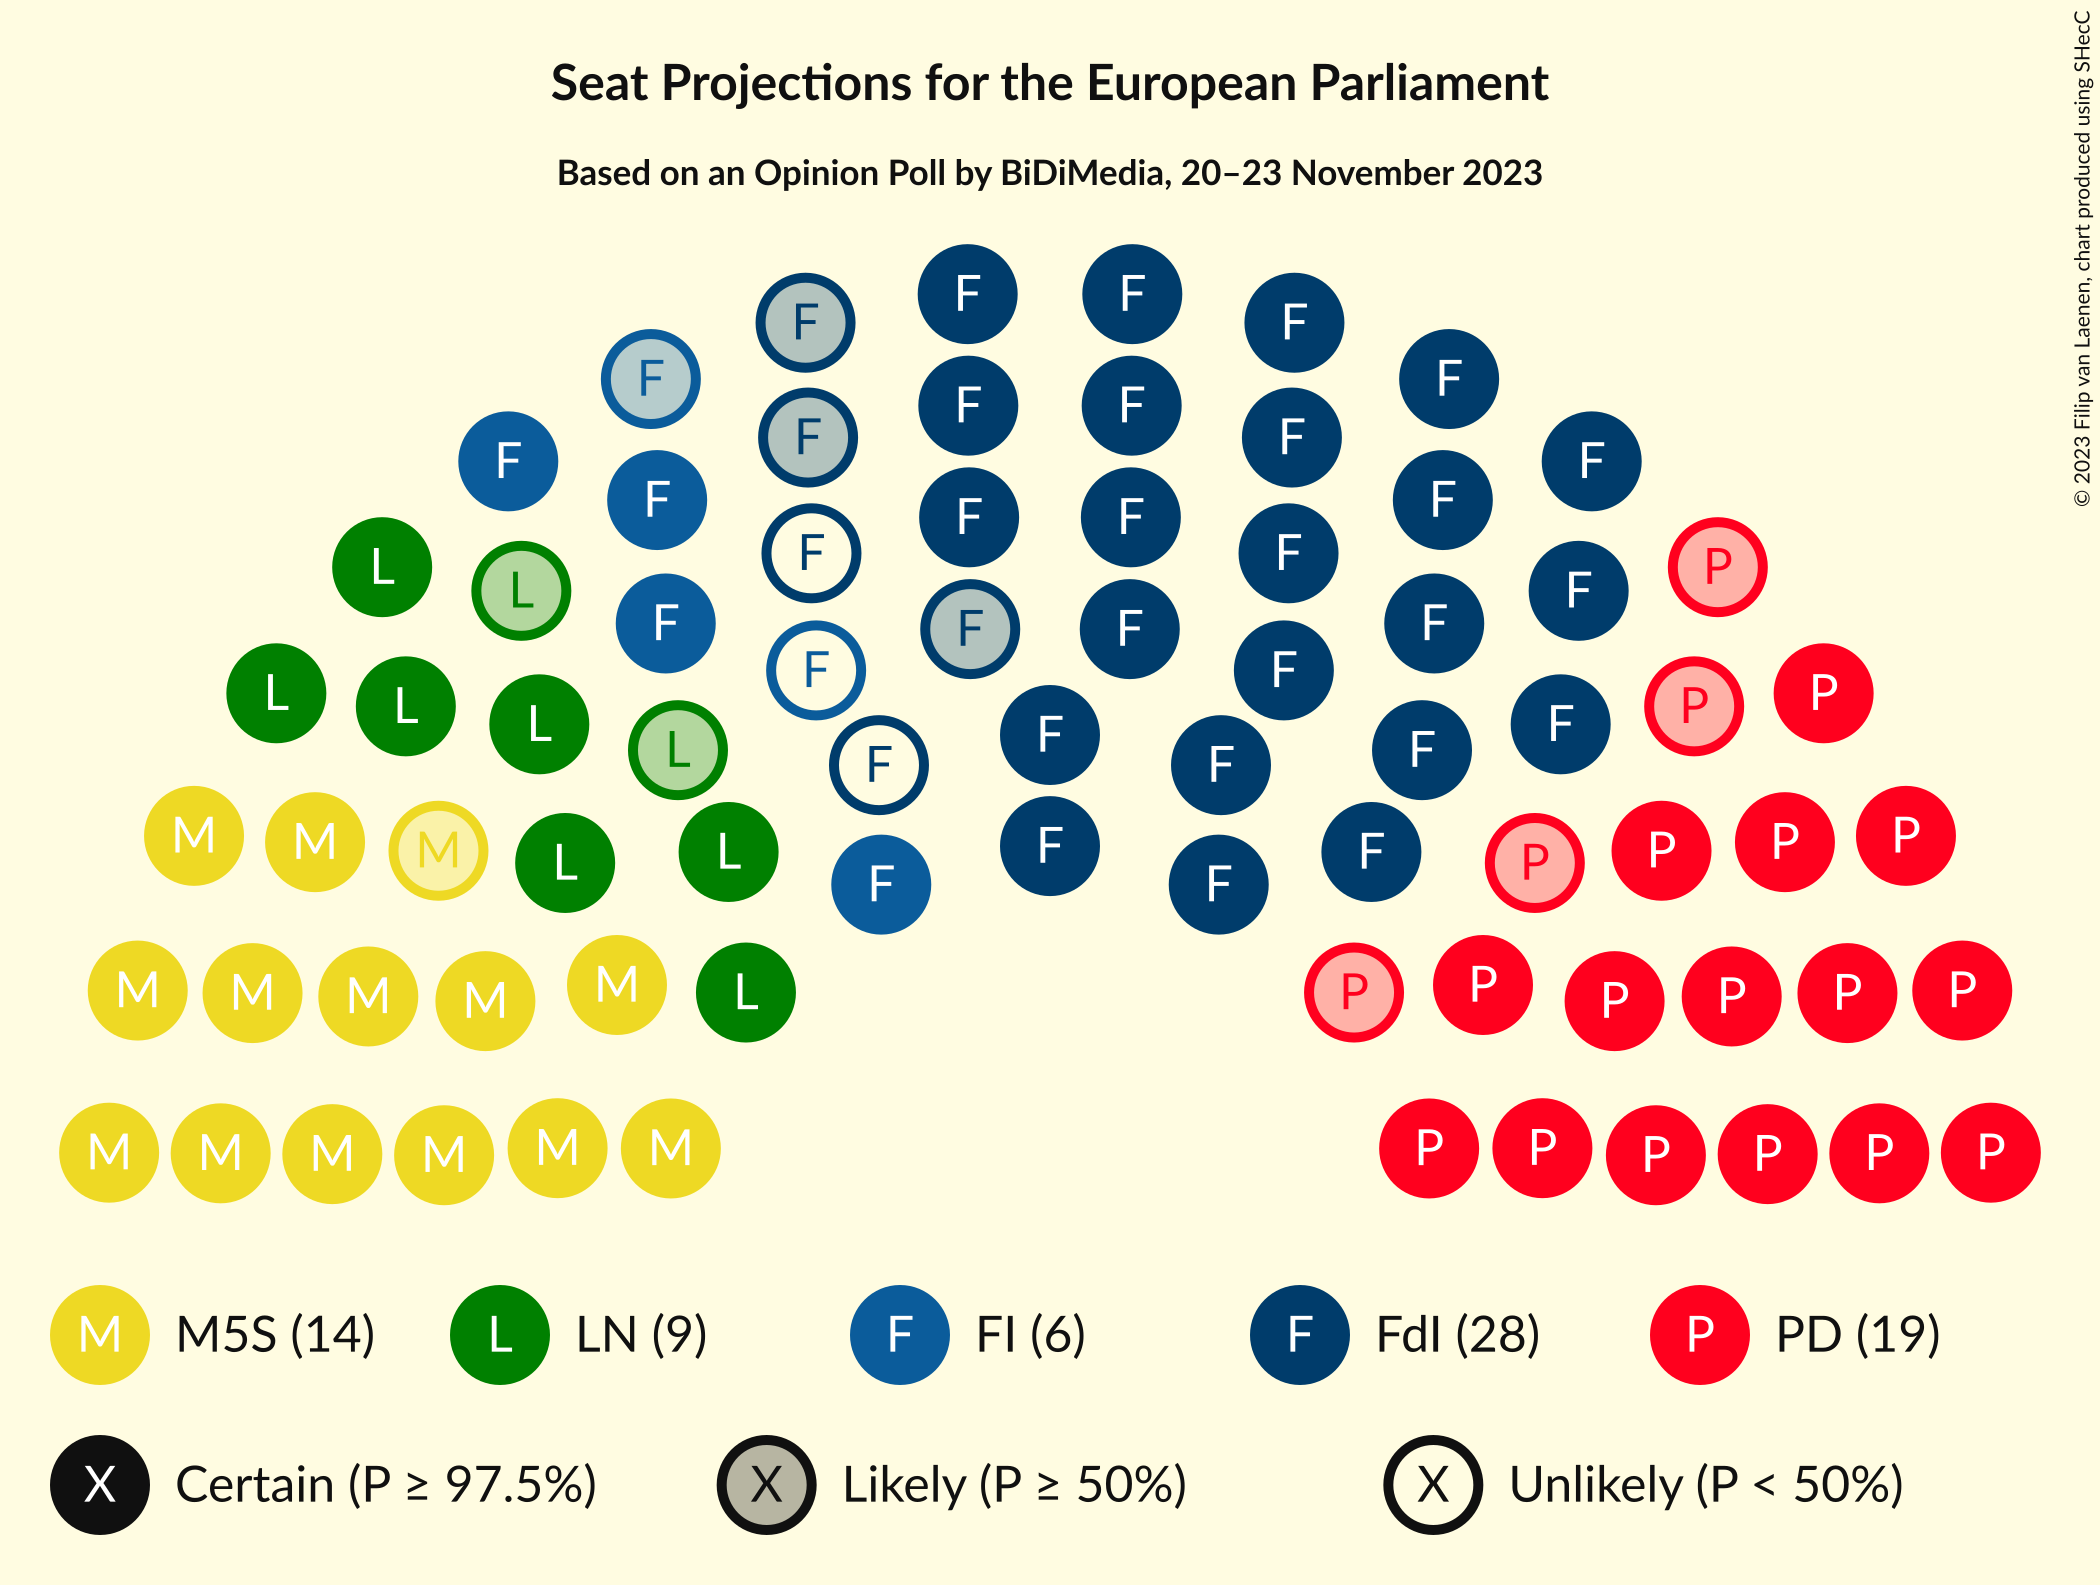 Seat Projections for the European Parliament
Based on an Opinion Poll by BiDiMedia, 20–23 November 2023
© 2023 Filip van Laenen, chart produced using SHecC
F F
F F
F F
F F
F F
F F
F F
F F
L P
L F
F F
F F
F F
F F
L P
L P
L F
L F
F F
F
M P
M P
M P
L P
L F
F F
F
M P
M P
M P
M P
M P
L P
M M M M M M P P P P P P
M M5S (14) L LN (9) F FI (6) F FdI (28) P PD (19)
X Certain (P ≥ 97.5%) X Likely (P ≥ 50%) X Unlikely (P < 50%)